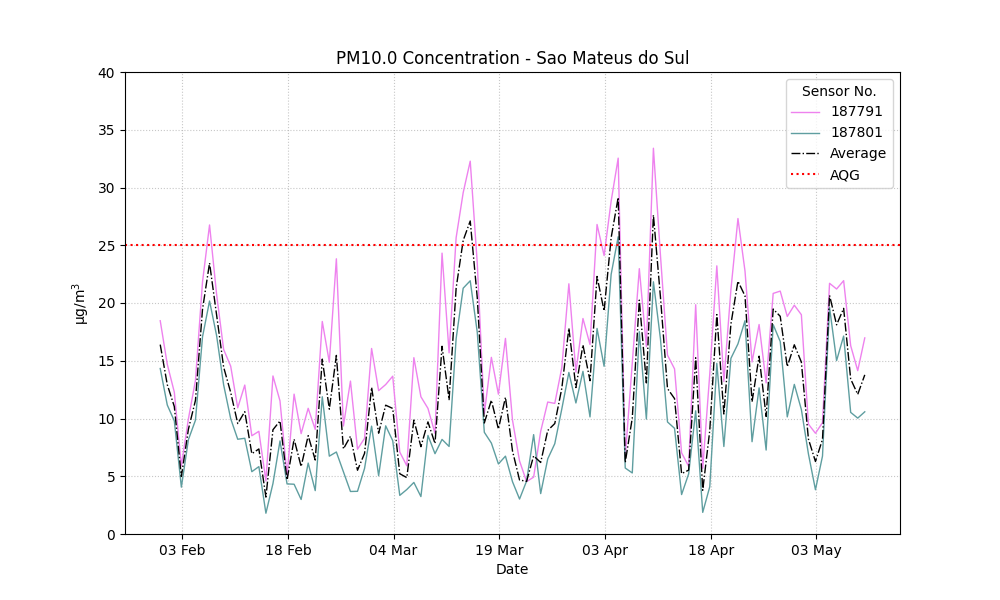 PM10.0 Concentration - Sao Mateus do Sul
Sensor No.
187791
187801
Average
AQG
40
35
30
25
20
15
10
5
0
µg/m³
03 Feb
18 Feb
04 Mar
19 Mar
03 Apr
18 Apr
03 May
Date